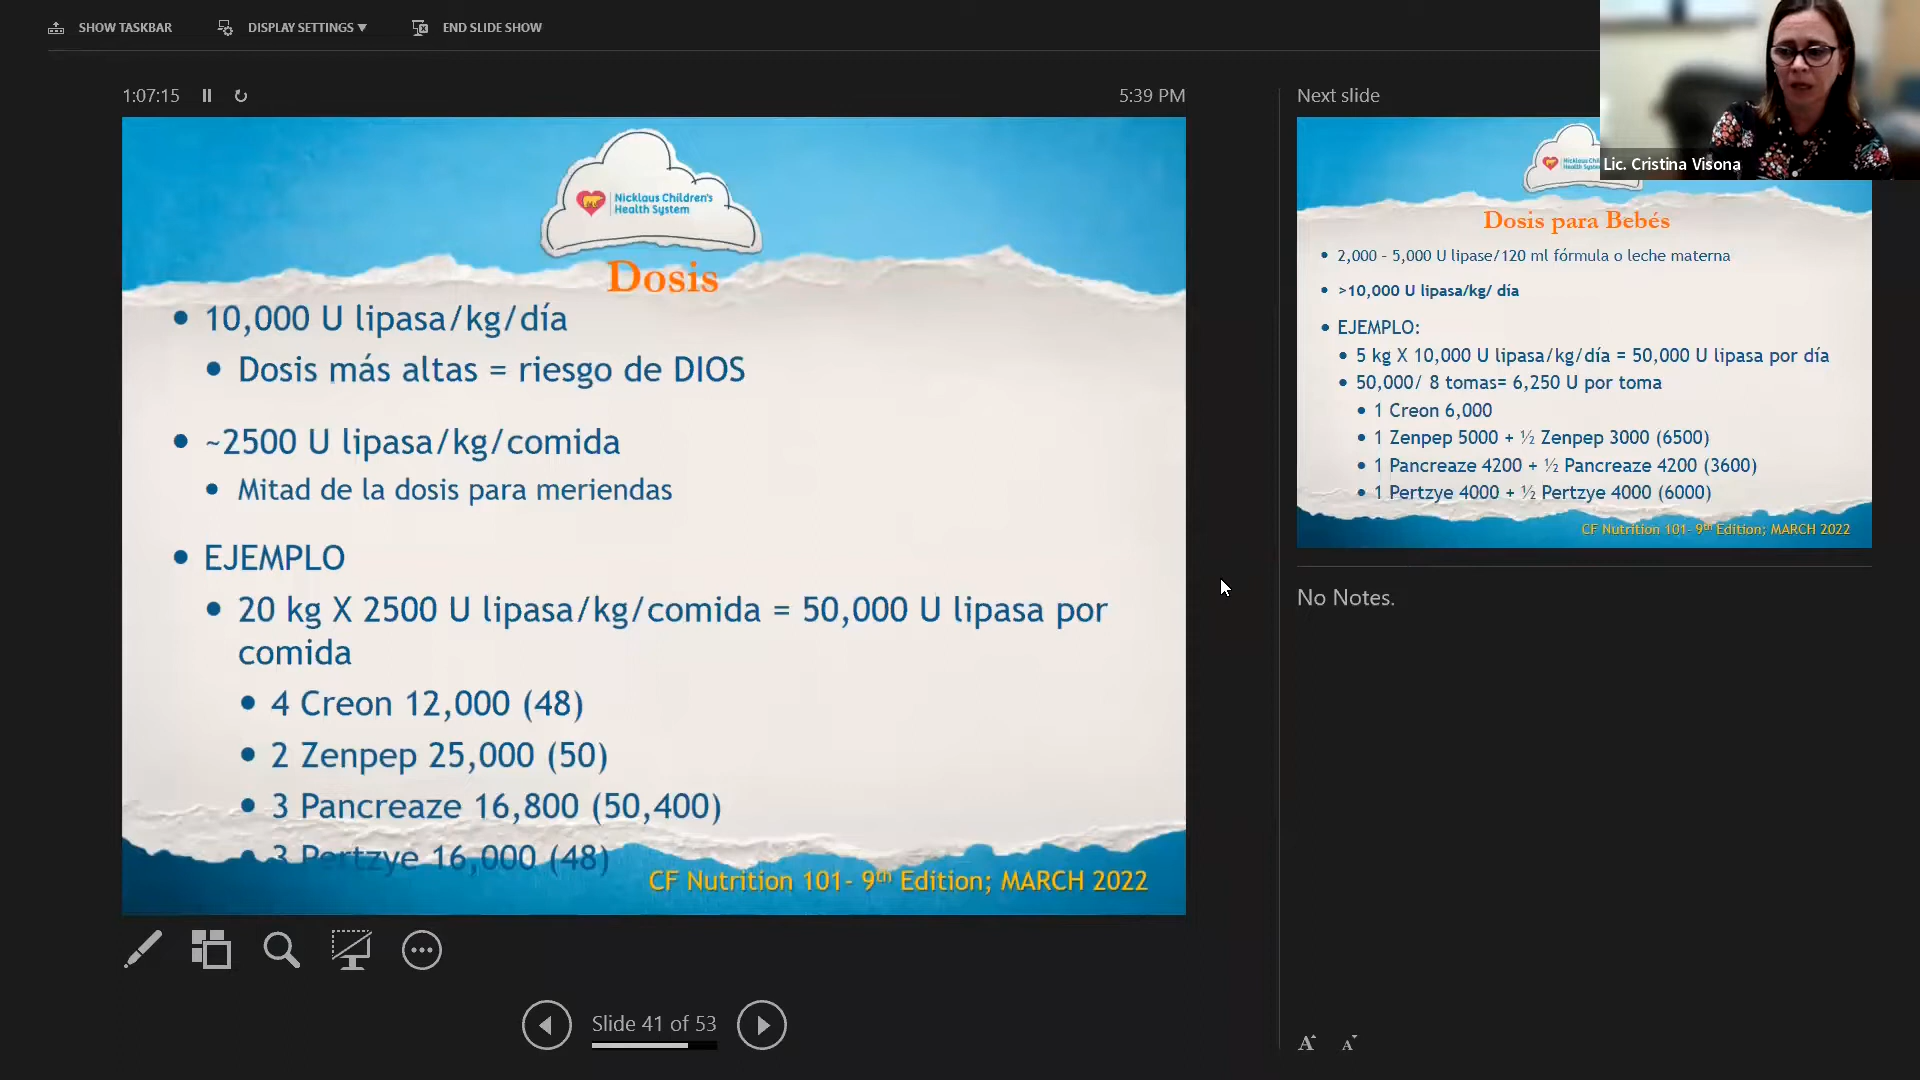 SHOW TASKBAR DISPLAY SETTINGS ▼ END SLIDE SHOW
1:07:15 5:39 PM
Nicklaus Children's
Health System
Dosis
• 10,000 U lipasa/kg/día
• Dosis más altas = riesgo de DIOS
• ~2500 U lipasa/kg/comida
• Mitad de la dosis para meriendas
• EJEMPLO
• 20 kg X 2500 U lipasa/kg/comida = 50,000 U lipasa por
comida
• 4 Creon 12,000 (48)
• 2 Zenpep 25,000 (50)
• 3 Pancreaze 16,800 (50,400)
• 3 Pertzye 16,000 (48)
CF Nutrition 101- 9th Edition; MARCH 2022
Slide 41 of 53
Next slide
Lic. Cristina Visona
Dosis para Bebés
• 2,000 – 5,000 U lipase/120 ml fórmula o leche materna
• >10,000 U lipasa/kg/ día
• EJEMPLO:
• 5 kg X 10,000 U lipasa/kg/día = 50,000 U lipasa por día
• 50,000/ 8 tomas= 6,250 U por toma
• 1 Creon 6,000
• 1 Zenpep 5000 + ½ Zenpep 3000 (6500)
• 1 Pancreaze 4200 + ½ Pancreaze 4200 (3600)
• 1 Pertzye 4000 + ½ Pertzye 4000 (6000)
CF Nutrition 101- 9th Edition; MARCH 2022
No Notes.
A A